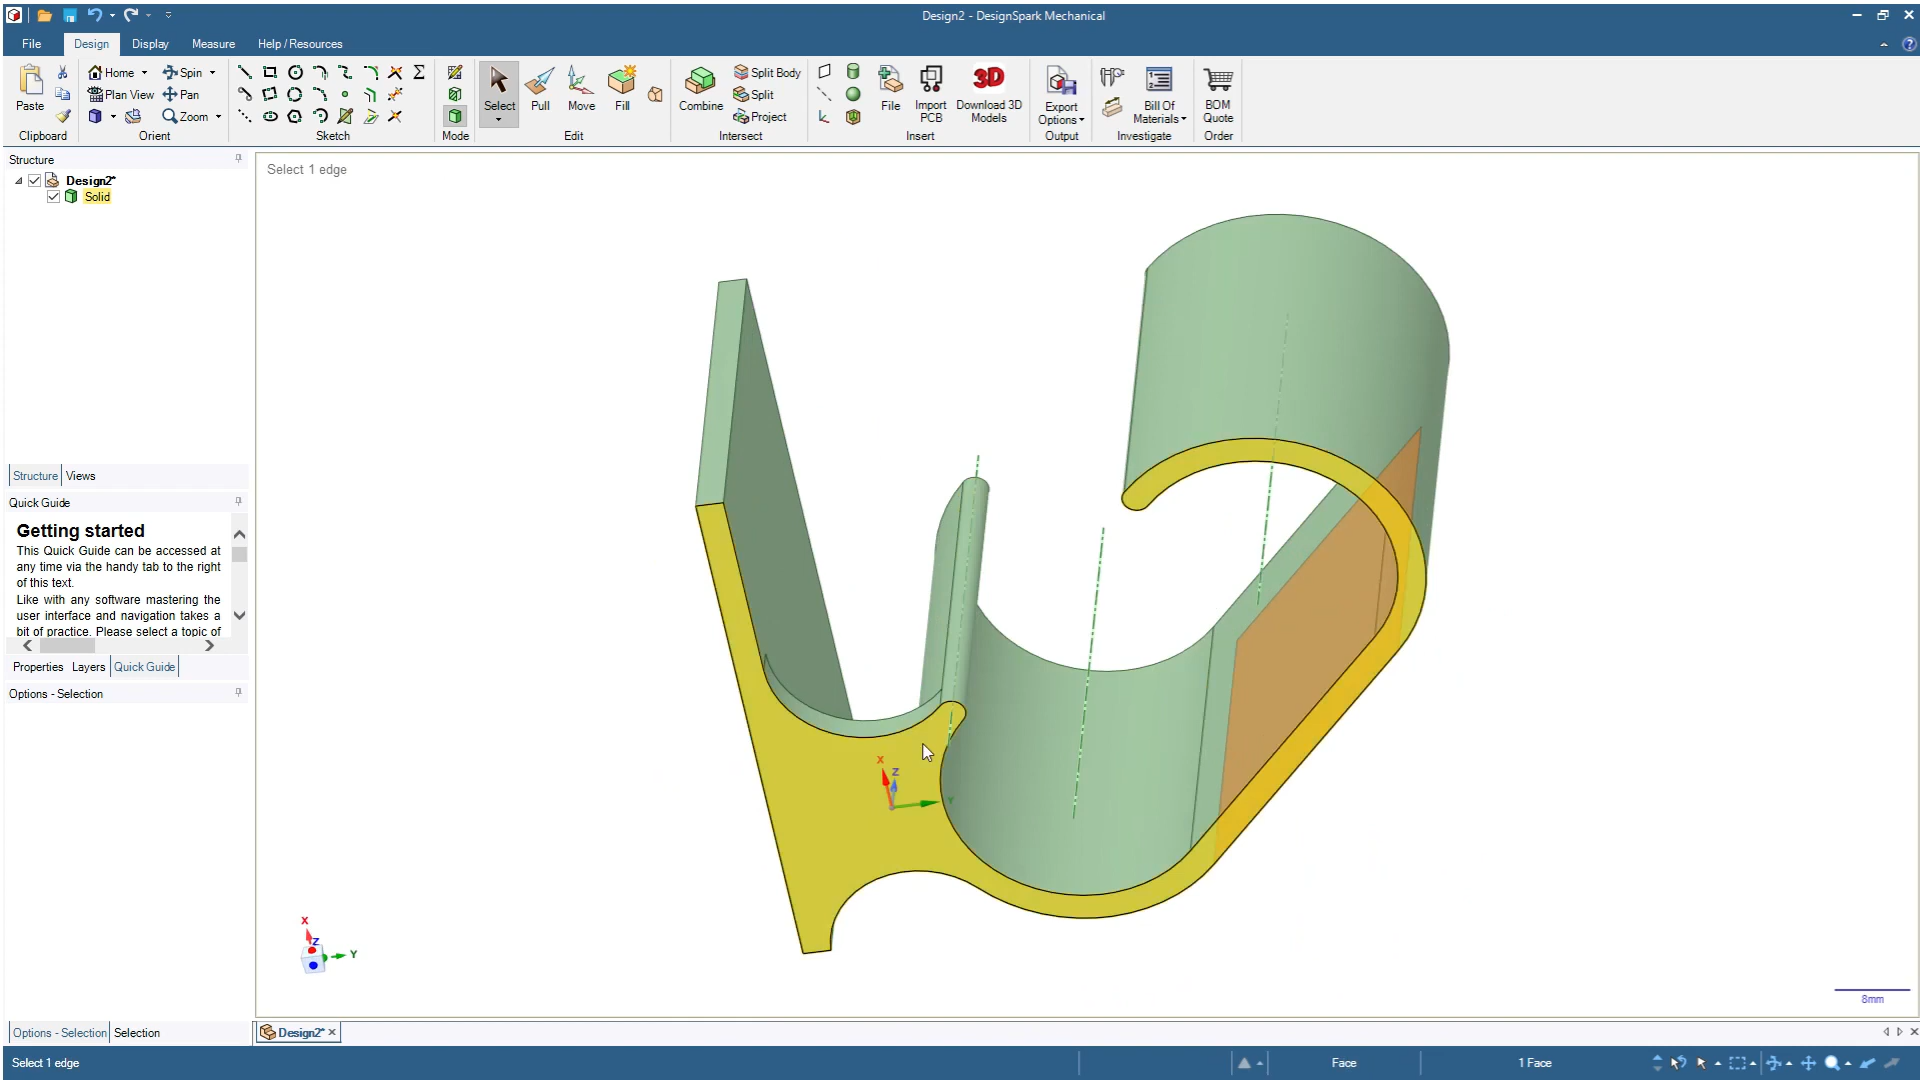 Design2 - DesignSpark Mechanical
File
Design
Display
Measure
Help / Resources
Paste
Clipboard
Home
Plan View
Spin
Pan
Zoom
Orient
Sketch
Mode
Select
Pull
Move
Fill
Edit
Combine
Split Body
Split
Project
Intersect
File
Import PCB
3D
Download 3D Models
Insert
Export Options
Output
Bill Of Materials
Investigate
BOM Quote
Order
Structure
Design2*
Solid
Structure
Views
Quick Guide
Getting started
This Quick Guide can be accessed at
any time via the handy tab to the right
of this text.
Like with any software mastering the
user interface and navigation takes a
bit of practice. Please select a topic of
Properties
Layers
Quick Guide
Options - Selection
Select 1 edge
X
Z
Y
X
Z
Y
8mm
Options - Selection
Selection
Design2*
Select 1 edge
Face
1 Face